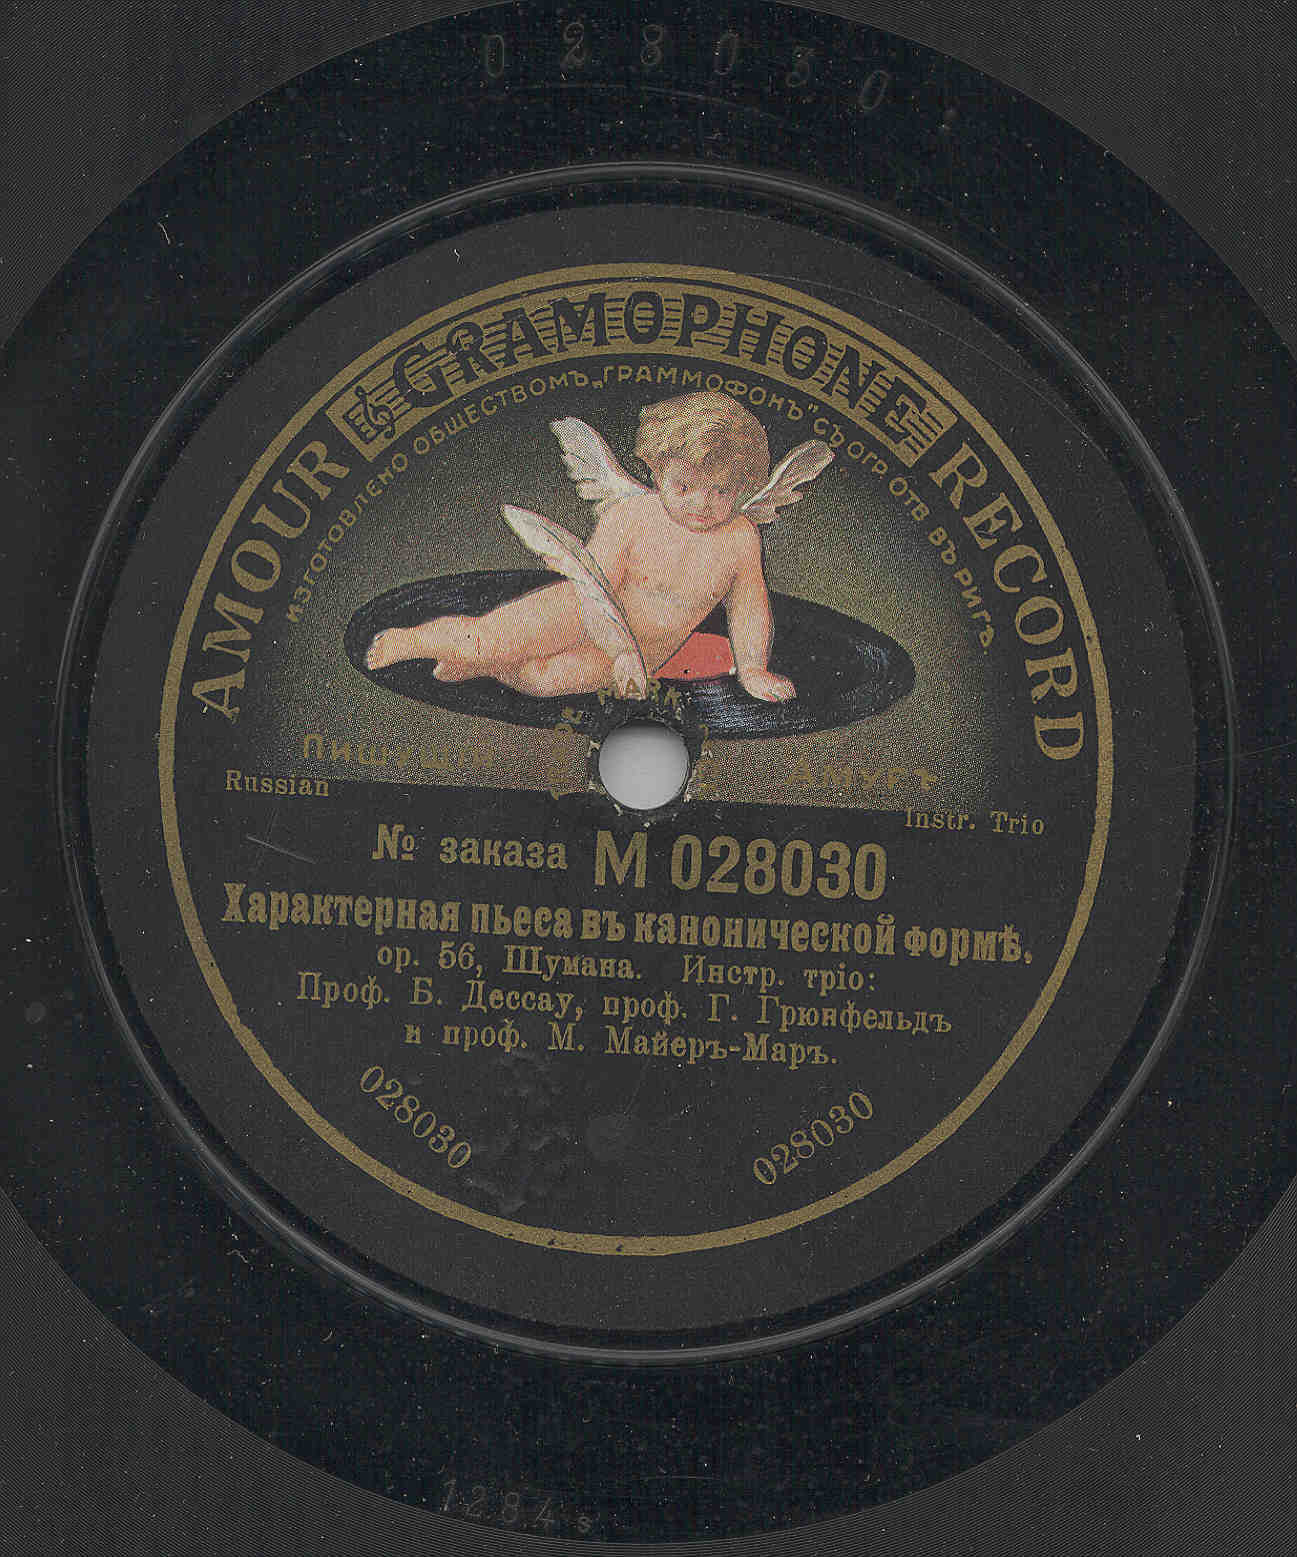 028030
AMOUR GRAMOPHONE RECORD
ИЗГОТОВЛЕНО ОБЩЕСТВОМЪ „ГРАММОФОНЪ" СЪ ОГР. ОТВ. ВЪ РИГѢ
ПИШУЩІЙ АМУРЪ
Russian
Instr. Trio
№ заказа М 028030
Характерная пьеса въ канонической формѣ.
ор. 56, Шумана. Инстр. тріо:
Проф. Б. Дессау, проф. Г. Грюнфельдъ
и проф. М. Майеръ-Маръ.
028030 028030
1284 s